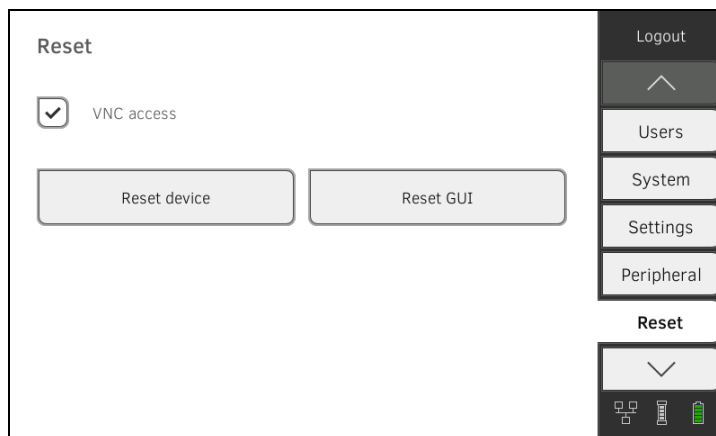 Reset
VNC access
Reset device
Reset GUI
Logout
Users
System
Settings
Peripheral
Reset